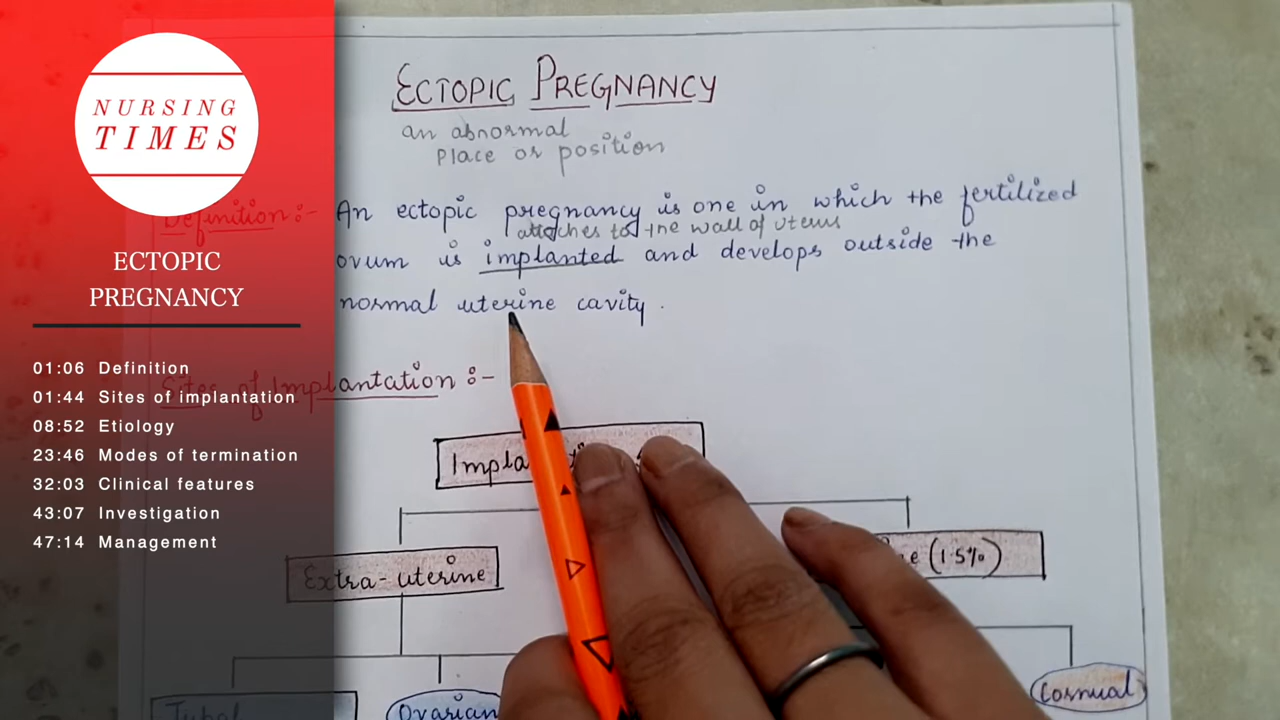 NURSING
TIMES
ECTOPIC
PREGNANCY
01:06 Definition
01:44 Sites of implantation
08:52 Etiology
23:46 Modes of termination
32:03 Clinical features
43:07 Investigation
47:14 Management
ECTOPIC PREGNANCY
an abnormal
Place or position
Definition :- An ectopic pregnancy is one in which the fertilized
attaches to the wall of uterus
ovum is implanted and develops outside the
normal uterine cavity.
Sites of Implantation :-
Extra-uterine
(1.5%)
Tubal
Ovarian
Cornual